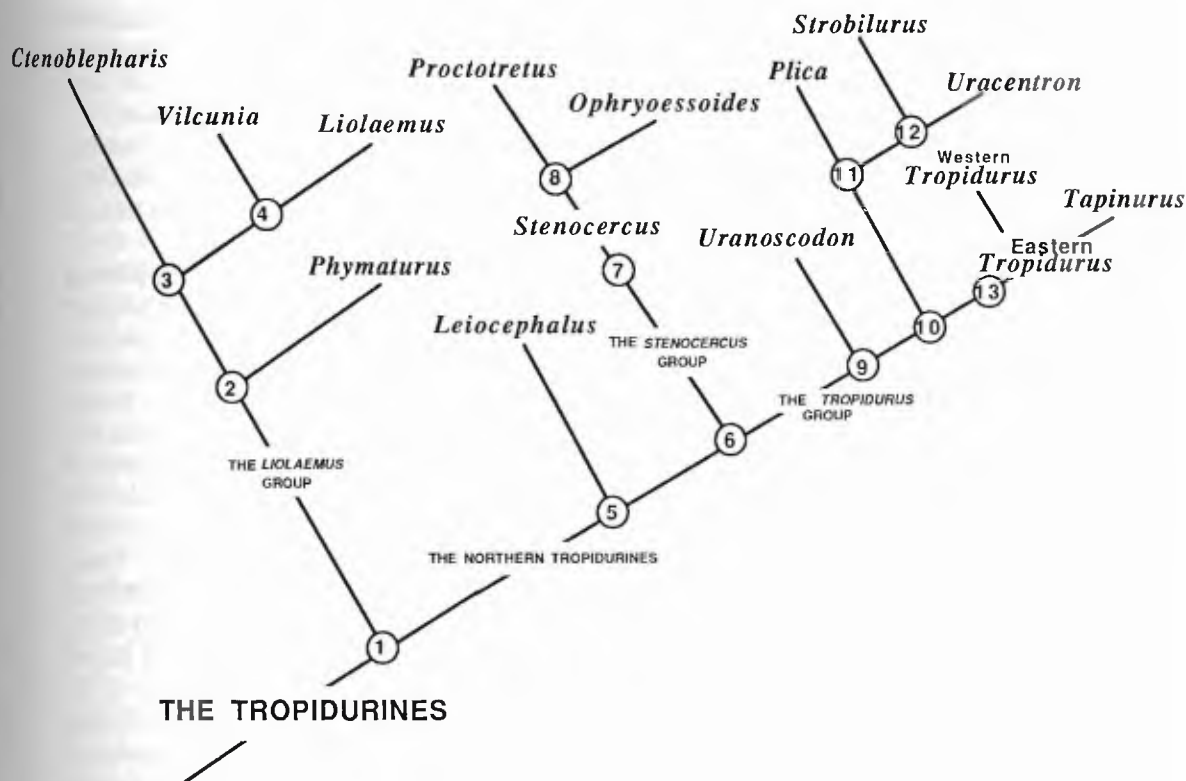 Strobilurus
Ctenoblepharis
Proctotretus
Plica
Uracentron
Ophryoessoides
Vilcunia
Liolaemus
12
Western
Tropidurus
11
8
Tapinurus
4
Stenocercus
Uranoscodon
Eastern
Tropidurus
3
Phymaturus
7
13
Leiocephalus
10
THE STENOCERCUS
GROUP
9
2
THE TROPIDURUS
GROUP
6
THE LIOLAEMUS
GROUP
5
THE NORTHERN TROPIDURINES
1
THE TROPIDURINES